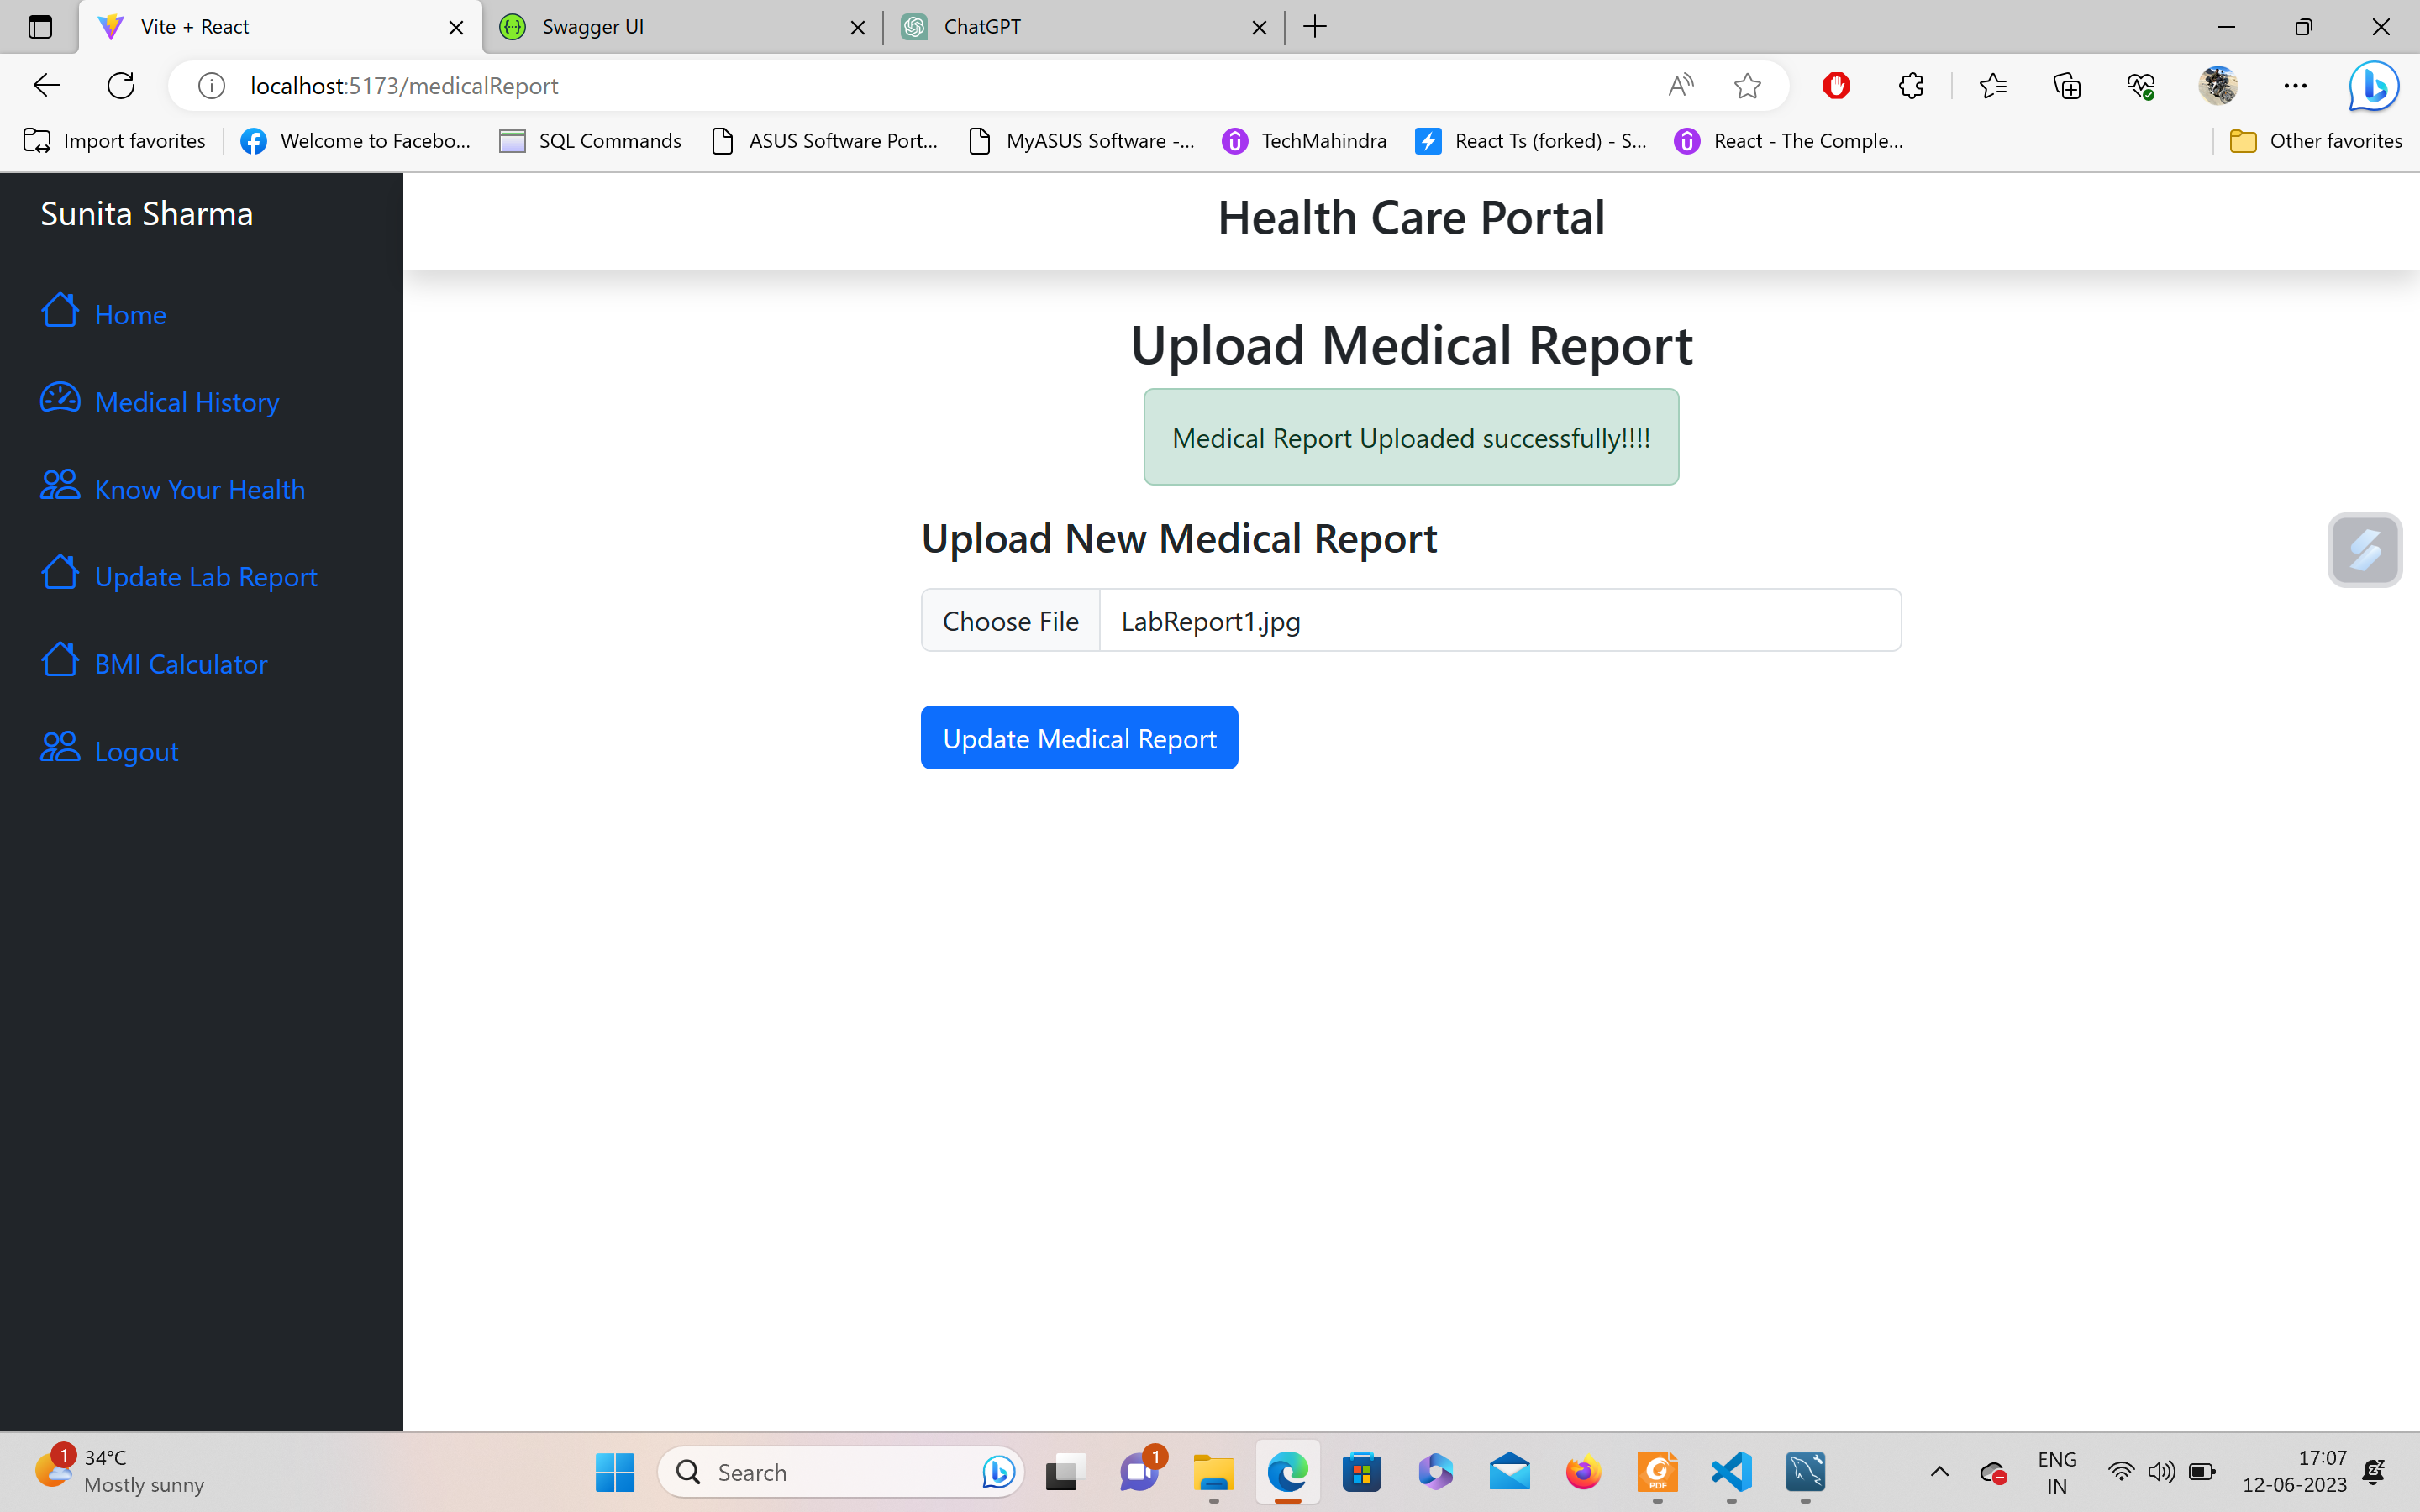 Vite + React
Swagger UI
ChatGPT
localhost:5173/medicalReport
Import favorites
Welcome to Facebo...
SQL Commands
ASUS Software Port...
MyASUS Software -...
TechMahindra
React Ts (forked) - S...
React - The Comple...
Other favorites
Sunita Sharma
Home
Medical History
Know Your Health
Update Lab Report
BMI Calculator
Logout
Health Care Portal
Upload Medical Report
Medical Report Uploaded successfully!!!!
Upload New Medical Report
Choose File
LabReport1.jpg
Update Medical Report
1
34°C
Mostly sunny
Search
1
PDF
ENG
IN
17:07
12-06-2023